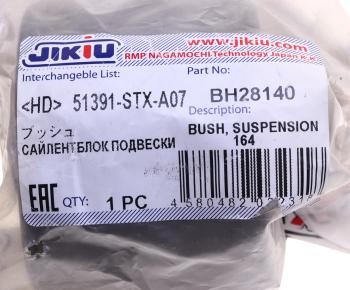 JIKIU
www.jikiu.com
RMP NAGAMOCHI Technology Japan K.K.
Interchangeble List:
Part No:
<HD> 51391-STX-A07
BH28140
Description:
ブッシュ
BUSH, SUSPENSION
САЙЛЕНТБЛОК ПОДВЕСКИ
164
EAC
QTY: 1 PC